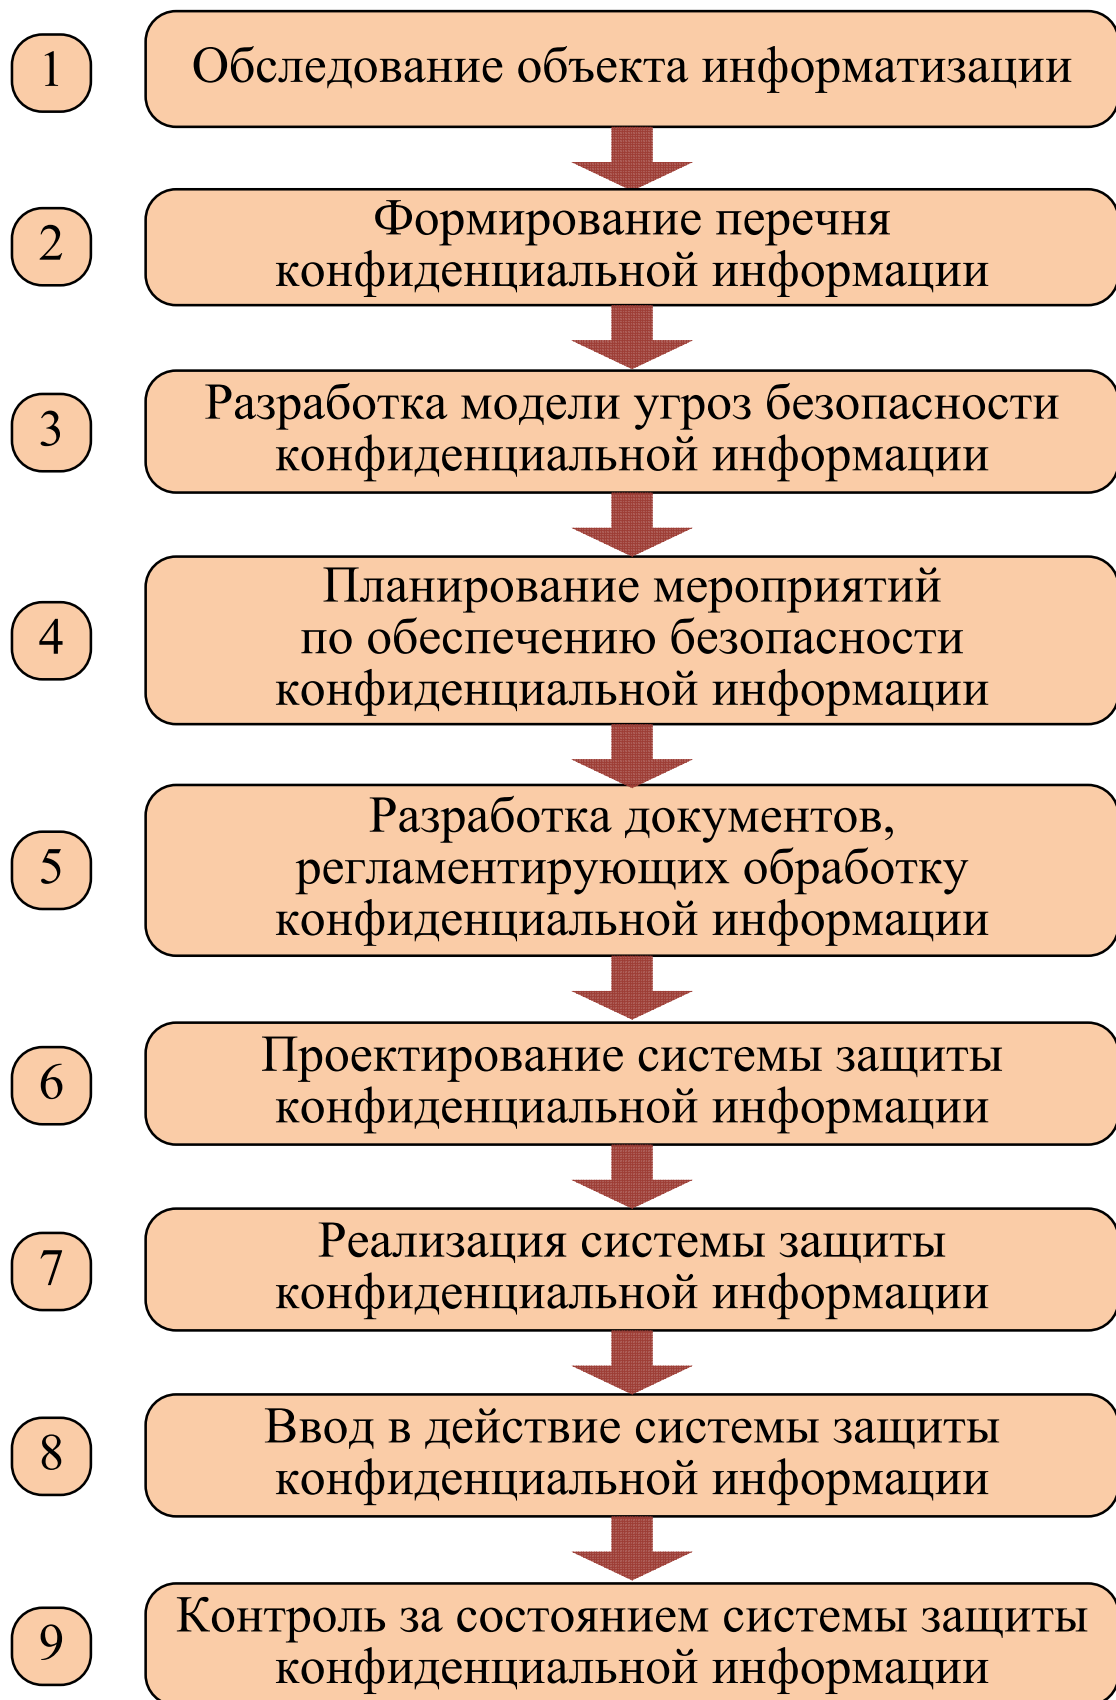 1
Обследование объекта информатизации
2
Формирование перечня
конфиденциальной информации
3
Разработка модели угроз безопасности
конфиденциальной информации
4
Планирование мероприятий
по обеспечению безопасности
конфиденциальной информации
5
Разработка документов,
регламентирующих обработку
конфиденциальной информации
6
Проектирование системы защиты
конфиденциальной информации
7
Реализация системы защиты
конфиденциальной информации
8
Ввод в действие системы защиты
конфиденциальной информации
9
Контроль за состоянием системы защиты
конфиденциальной информации